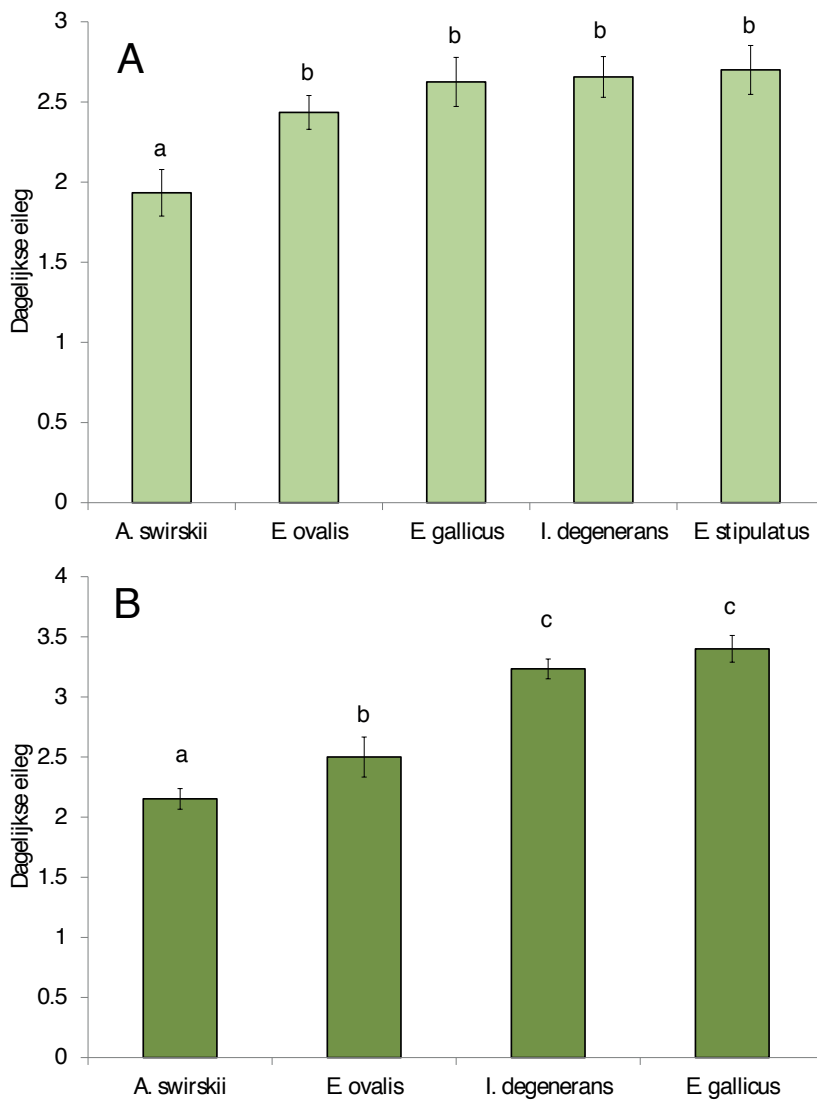 3
A
b
b
b
b
2.5
a
2
1.5
1
0.5
0
Dagelijkse eileg
A. swirskii
E. ovalis
E. gallicus
I. degenerans
E. stipulatus
4
B
c
c
3.5
3
b
a
2.5
2
1.5
1
0.5
0
Dagelijkse eileg
A. swirskii
E. ovalis
I. degenerans
E. gallicus